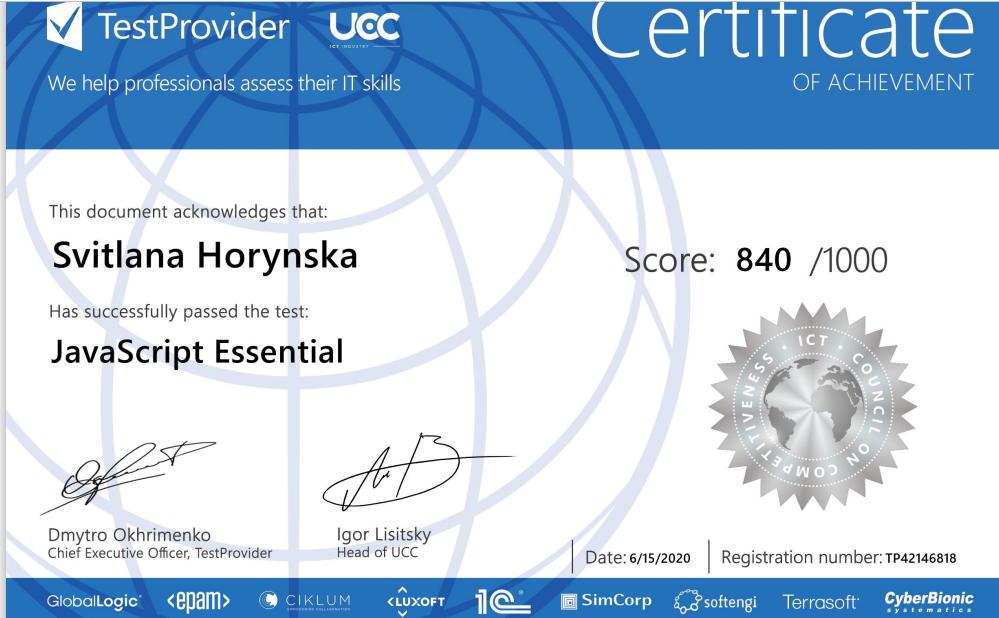 TestProvider
UCC
ICT INDUSTRY
Certificate
We help professionals assess their IT skills
OF ACHIEVEMENT
This document acknowledges that:
Svitlana Horynska
Score: 840 /1000
Has successfully passed the test:
JavaScript Essential
ICT • COUNCIL ON COMPETITIVENESS •
Dmytro Okhrimenko
Chief Executive Officer, TestProvider
Igor Lisitsky
Head of UCC
Date: 6/15/2020
Registration number: TP42146818
GlobalLogic
<epam>
CIKLUM
LUXOFT
1C
SimCorp
softengi
Terrasoft
CyberBionic
systematics